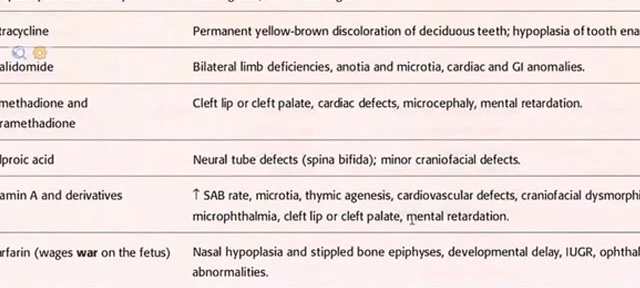 tracycline Permanent yellow-brown discoloration of deciduous teeth; hypoplasia of tooth ena
alidomide Bilateral limb deficiencies, anotia and microtia, cardiac and GI anomalies.
methadione and Cleft lip or cleft palate, cardiac defects, microcephaly, mental retardation.
ramethadione
lproic acid Neural tube defects (spina bifida); minor craniofacial defects.
amin A and derivatives ↑ SAB rate, microtia, thymic agenesis, cardiovascular defects, craniofacial dysmorphi
microphthalmia, cleft lip or cleft palate, mental retardation.
rfarin (wages war on the fetus) Nasal hypoplasia and stippled bone epiphyses, developmental delay, IUGR, ophthal
abnormalities.